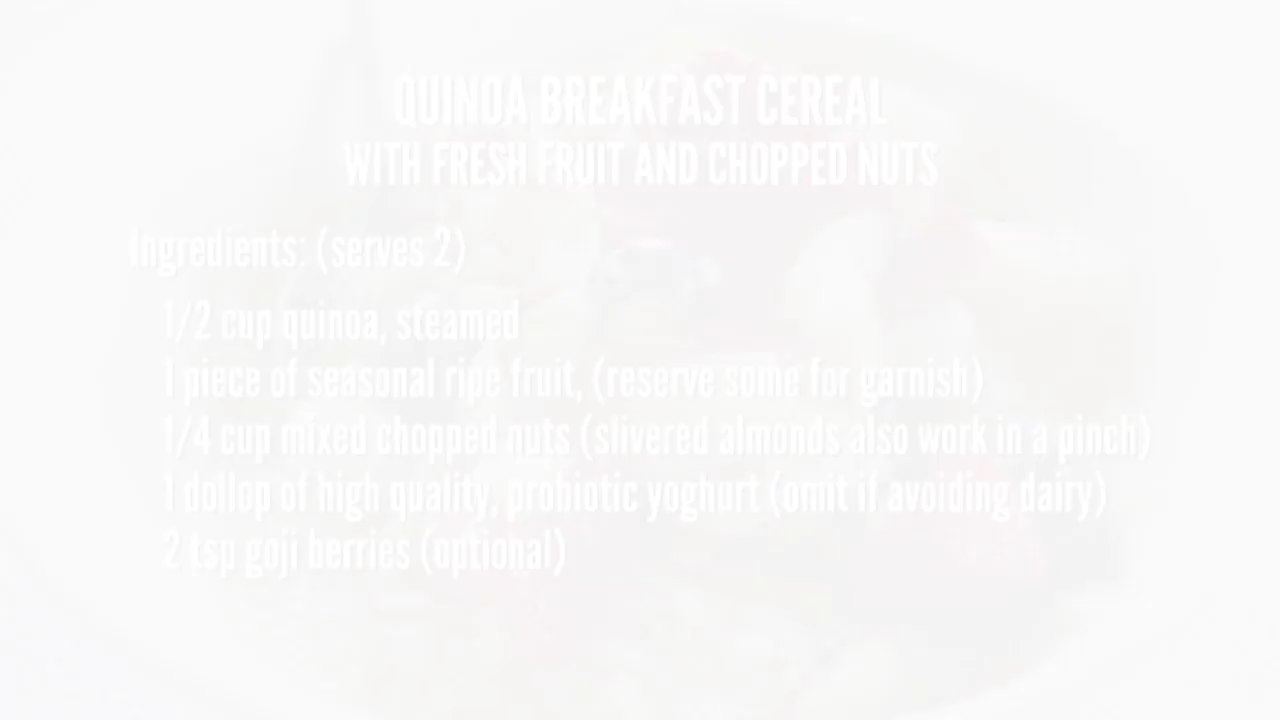 QUINOA BREAKFAST CEREAL
WITH FRESH FRUIT AND CHOPPED NUTS
Ingredients: (serves 2)
1/2 cup quinoa, steamed
1 piece of seasonal ripe fruit, (reserve some for garnish)
1/4 cup mixed chopped nuts (slivered almonds also work in a pinch)
1 dollop of high quality, probiotic yoghurt (omit if avoiding dairy)
2 tsp goji berries (optional)